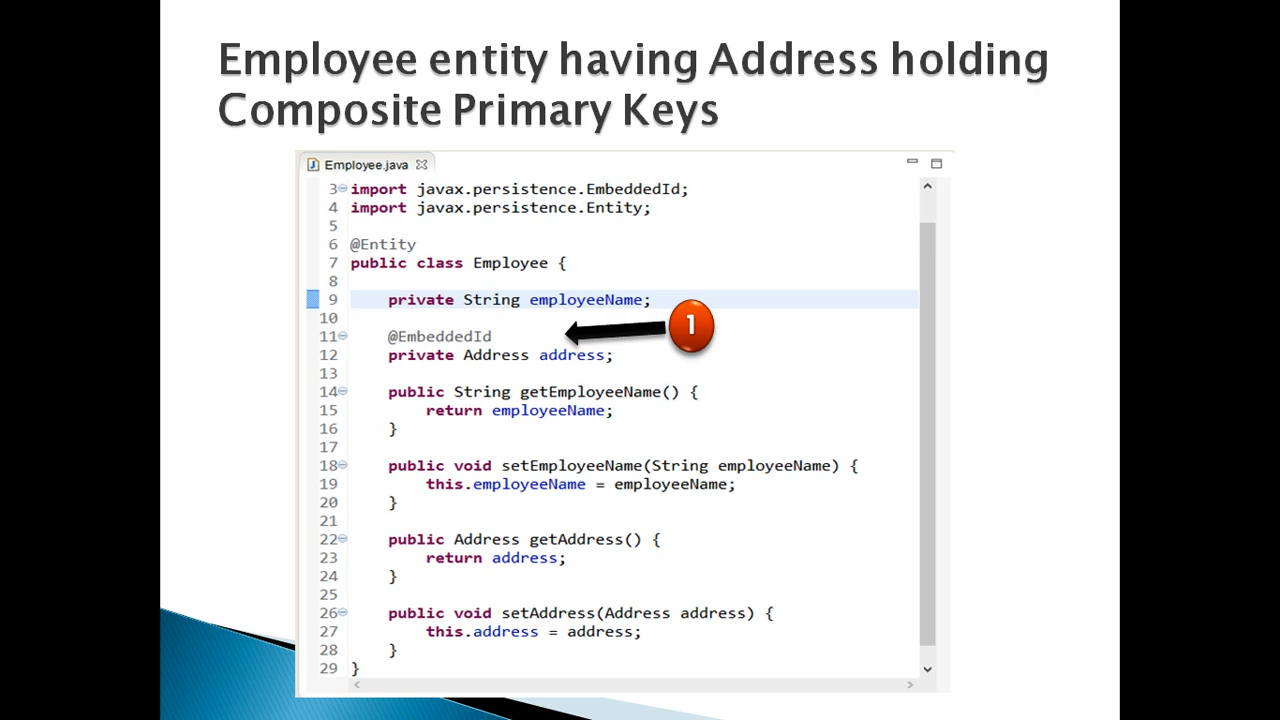 Employee entity having Address holding
Composite Primary Keys
Employee.java
3 import javax.persistence.EmbeddedId;
4 import javax.persistence.Entity;
5
6 @Entity
7 public class Employee {
8
9 private String employeeName;
1
10
11 @EmbeddedId
12 private Address address;
13
14 public String getEmployeeName() {
15 return employeeName;
16 }
17
18 public void setEmployeeName(String employeeName) {
19 this.employeeName = employeeName;
20 }
21
22 public Address getAddress() {
23 return address;
24 }
25
26 public void setAddress(Address address) {
27 this.address = address;
28 }
29 }